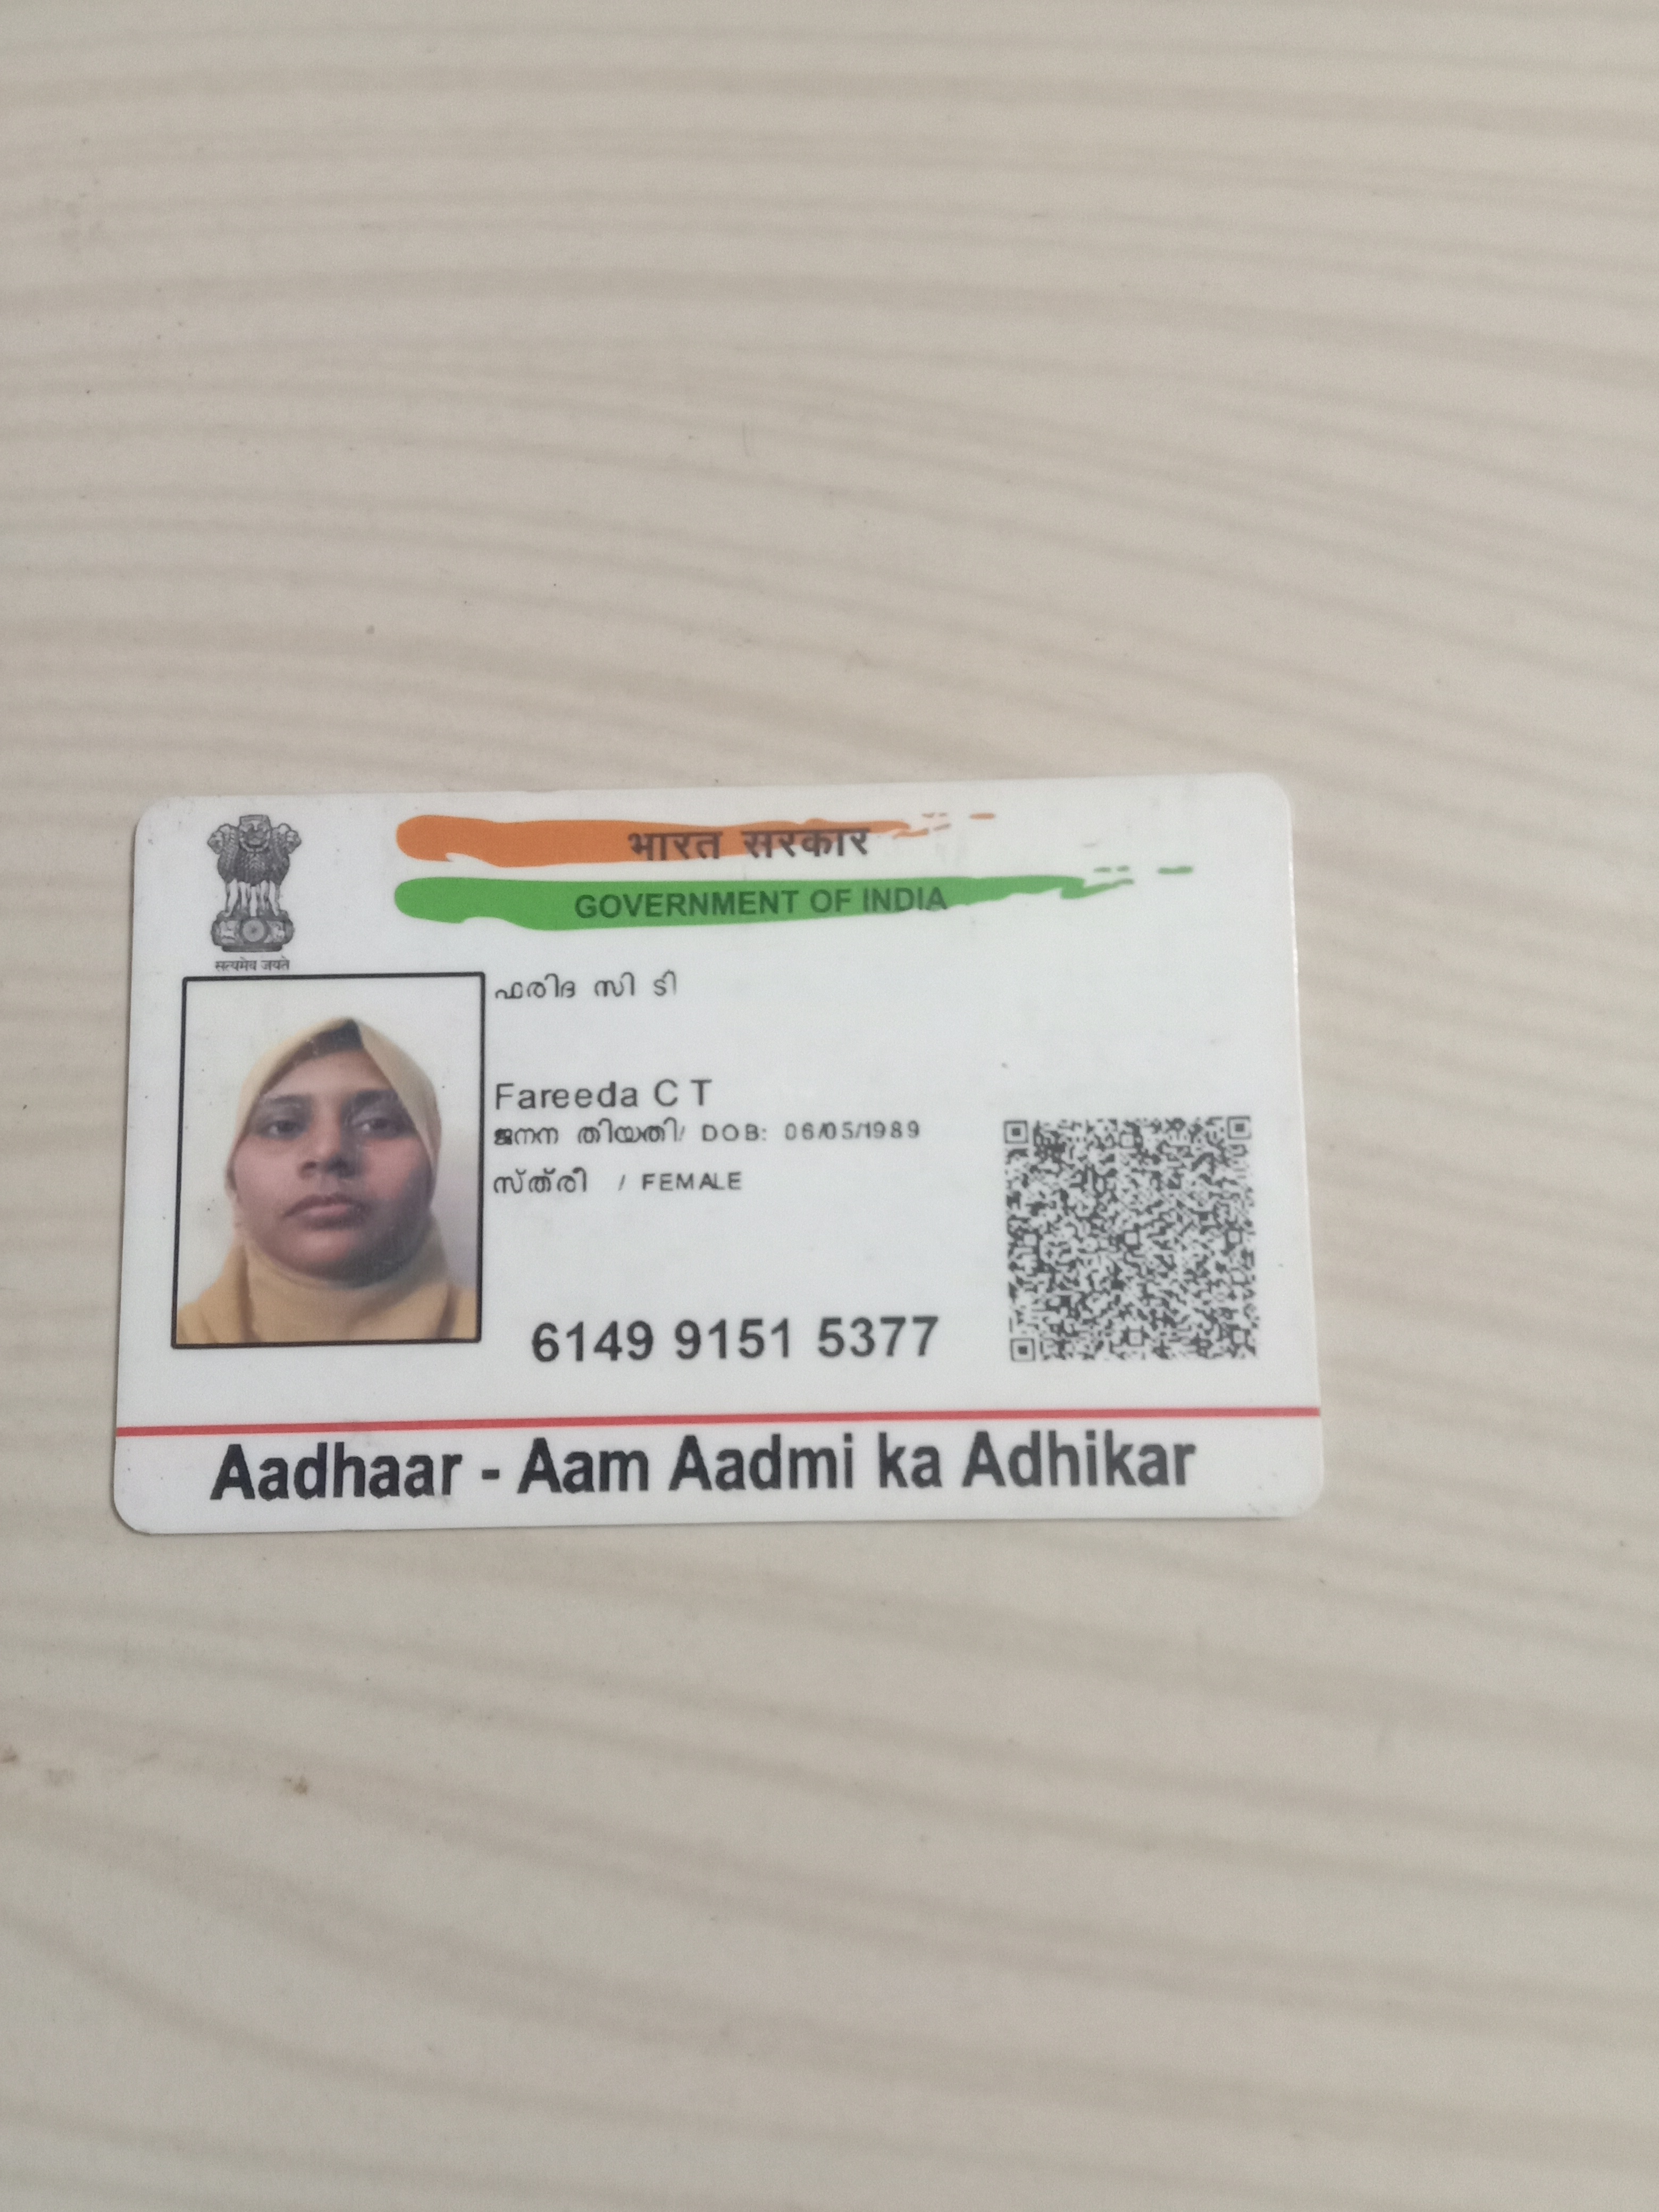 भारत सरकार
GOVERNMENT OF INDIA
सत्यमेव जयते
ഫരിദ സി ടി
Fareeda C T
ജനന തിയതി/ DOB: 06/05/1989
സ്ത്രീ / FEMALE
6149 9151 5377
Aadhaar - Aam Aadmi ka Adhikar